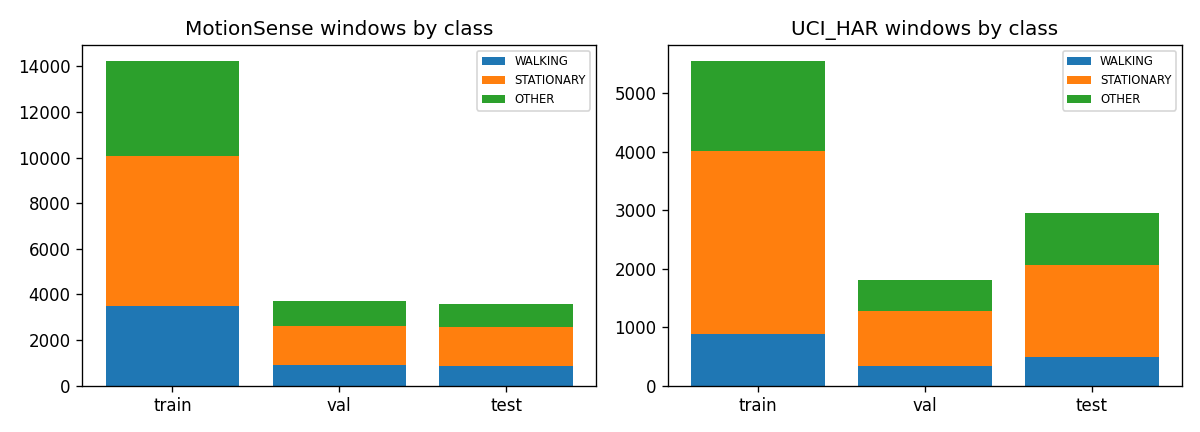 MotionSense windows by class
14000
12000
10000
8000
6000
4000
2000
0
train val test
WALKING
STATIONARY
OTHER
UCI_HAR windows by class
5000
4000
3000
2000
1000
0
train val test
WALKING
STATIONARY
OTHER